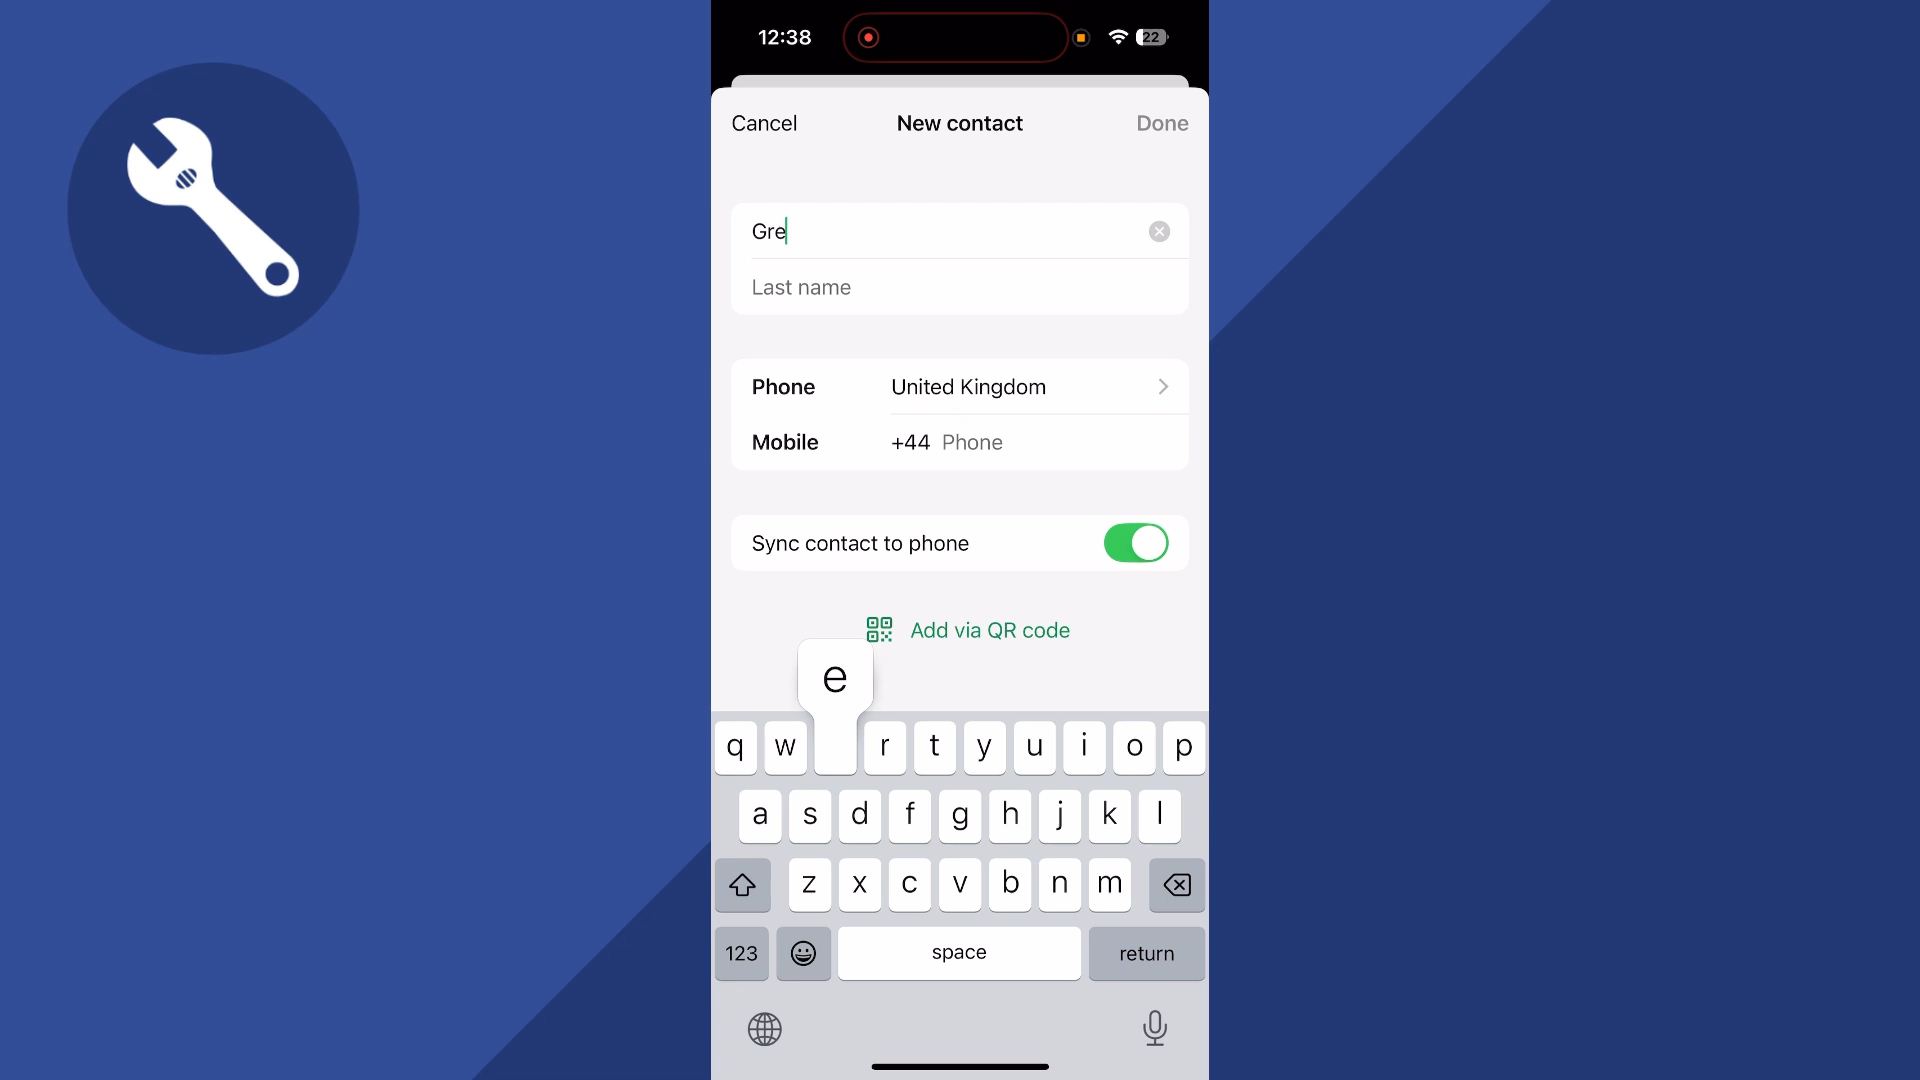 12:38
22
Cancel
New contact
Done
Gre
Last name
Phone
United Kingdom
Mobile
+44 Phone
Sync contact to phone
Add via QR code
e
q w r t y u i o p
a s d f g h j k l
z x c v b n m
123
space
return